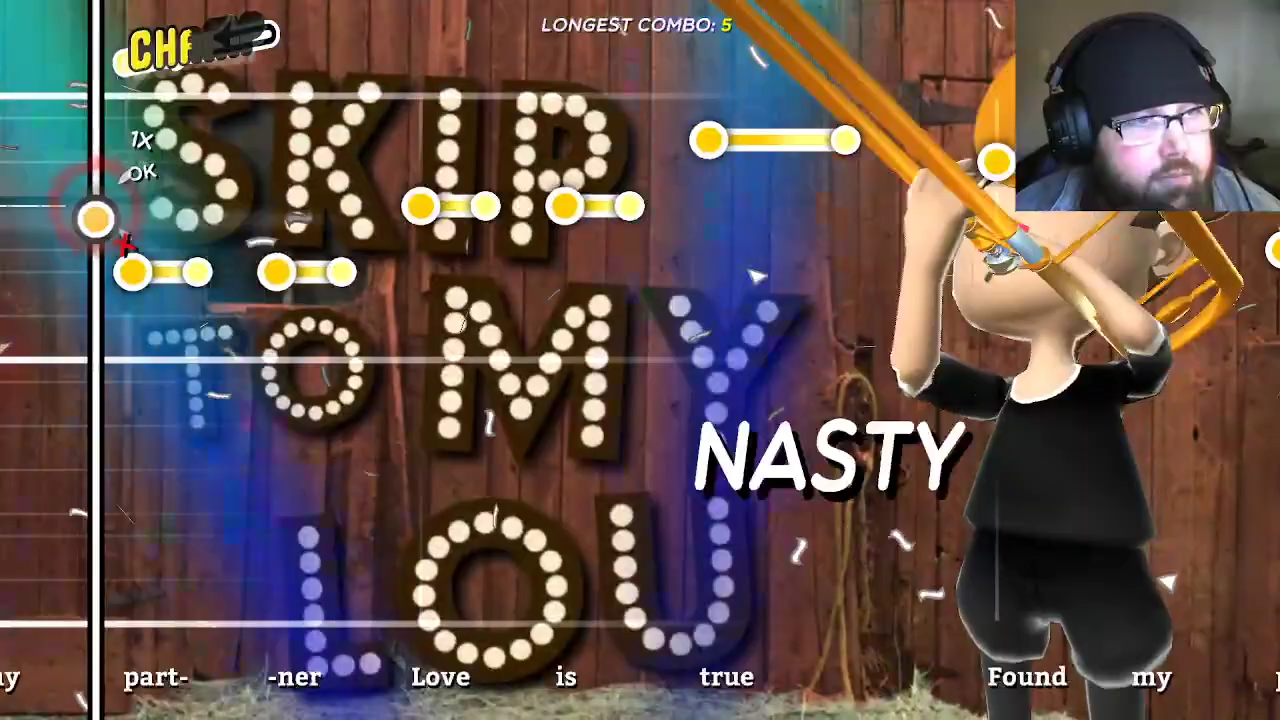 LONGEST COMBO: 5
1X
OK
SKIP
TO MY
LOU
NASTY
part- -ner Love is true Found my